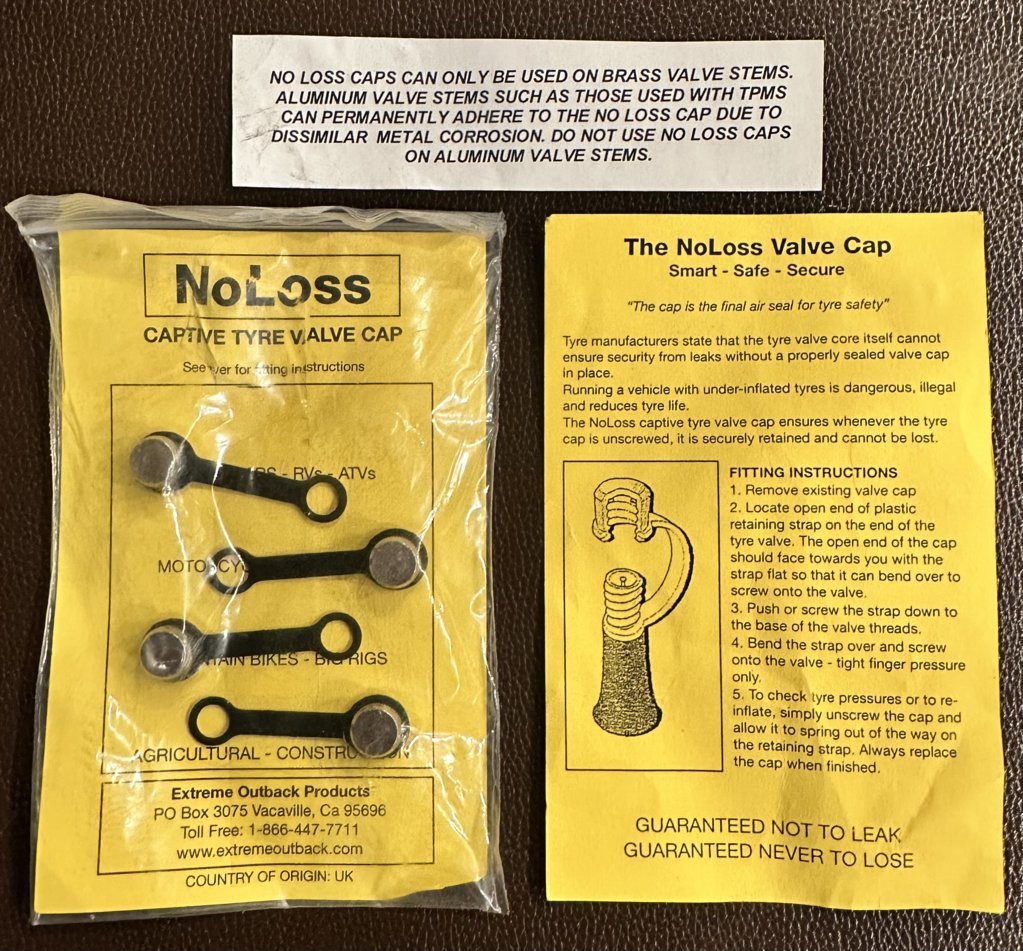 NO LOSS CAPS CAN ONLY BE USED ON BRASS VALVE STEMS.
ALUMINUM VALVE STEMS SUCH AS THOSE USED WITH TPMS
CAN PERMANENTLY ADHERE TO THE NO LOSS CAP DUE TO
DISSIMILAR METAL CORROSION. DO NOT USE NO LOSS CAPS
ON ALUMINUM VALVE STEMS.
NoLoss
CAPTIVE TYRE VALVE CAP
See over for fitting instructions
RS - RVs - ATVs
MOTORCYC
TAIN BIKES - BIG RIGS
AGRICULTURAL - CONSTRUCTION
Extreme Outback Products
PO Box 3075 Vacaville, Ca 95696
Toll Free: 1-866-447-7711
www.extremeoutback.com
COUNTRY OF ORIGIN: UK
The NoLoss Valve Cap
Smart - Safe - Secure
"The cap is the final air seal for tyre safety"
Tyre manufacturers state that the tyre valve core itself cannot
ensure security from leaks without a properly sealed valve cap
in place.
Running a vehicle with under-inflated tyres is dangerous, illegal
and reduces tyre life.
The NoLoss captive tyre valve cap ensures whenever the tyre
cap is unscrewed, it is securely retained and cannot be lost.
FITTING INSTRUCTIONS
1. Remove existing valve cap
2. Locate open end of plastic
retaining strap on the end of the
tyre valve. The open end of the cap
should face towards you with the
strap flat so that it can bend over to
screw onto the valve.
3. Push or screw the strap down to
the base of the valve threads.
4. Bend the strap over and screw
onto the valve - tight finger pressure
only.
5. To check tyre pressures or to re-
inflate, simply unscrew the cap and
allow it to spring out of the way on
the retaining strap. Always replace
the cap when finished.
GUARANTEED NOT TO LEAK
GUARANTEED NEVER TO LOSE